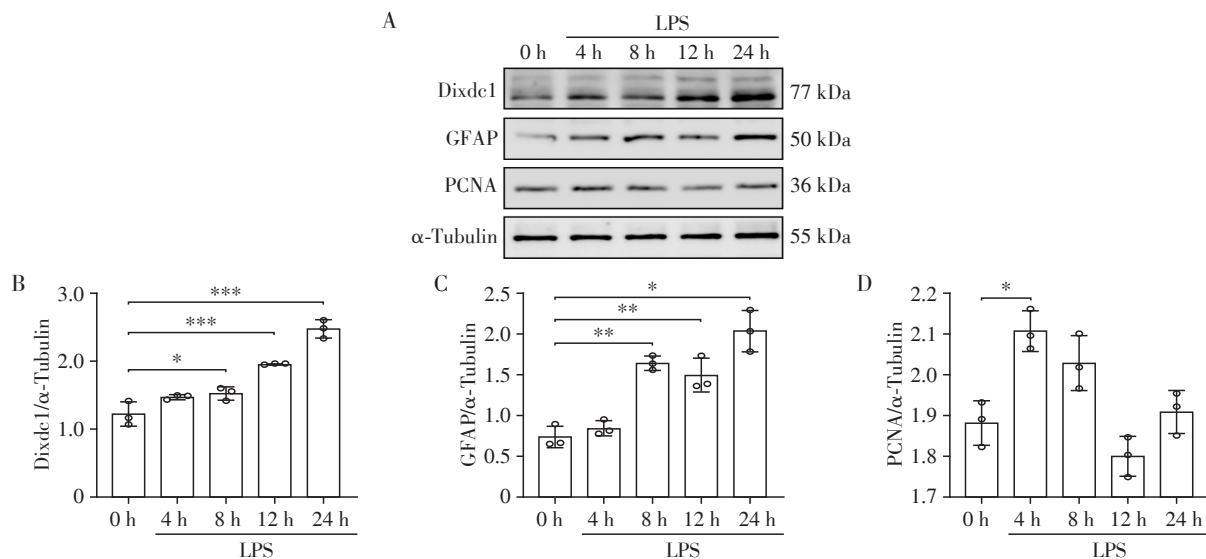 A
LPS
0 h 4 h 8 h 12 h 24 h
Dixdc1 77 kDa
GFAP 50 kDa
PCNA 36 kDa
α-Tubulin 55 kDa
B
Dixdc1/α-Tubulin
3.0
2.0
1.0
0
***
***
*
0 h 4 h 8 h 12 h 24 h
LPS
C
GFAP/α-Tubulin
2.5
2.0
1.5
1.0
0.5
0
*
**
**
0 h 4 h 8 h 12 h 24 h
LPS
D
PCNA/α-Tubulin
2.2
2.1
2.0
1.9
1.8
1.7
*
0 h 4 h 8 h 12 h 24 h
LPS